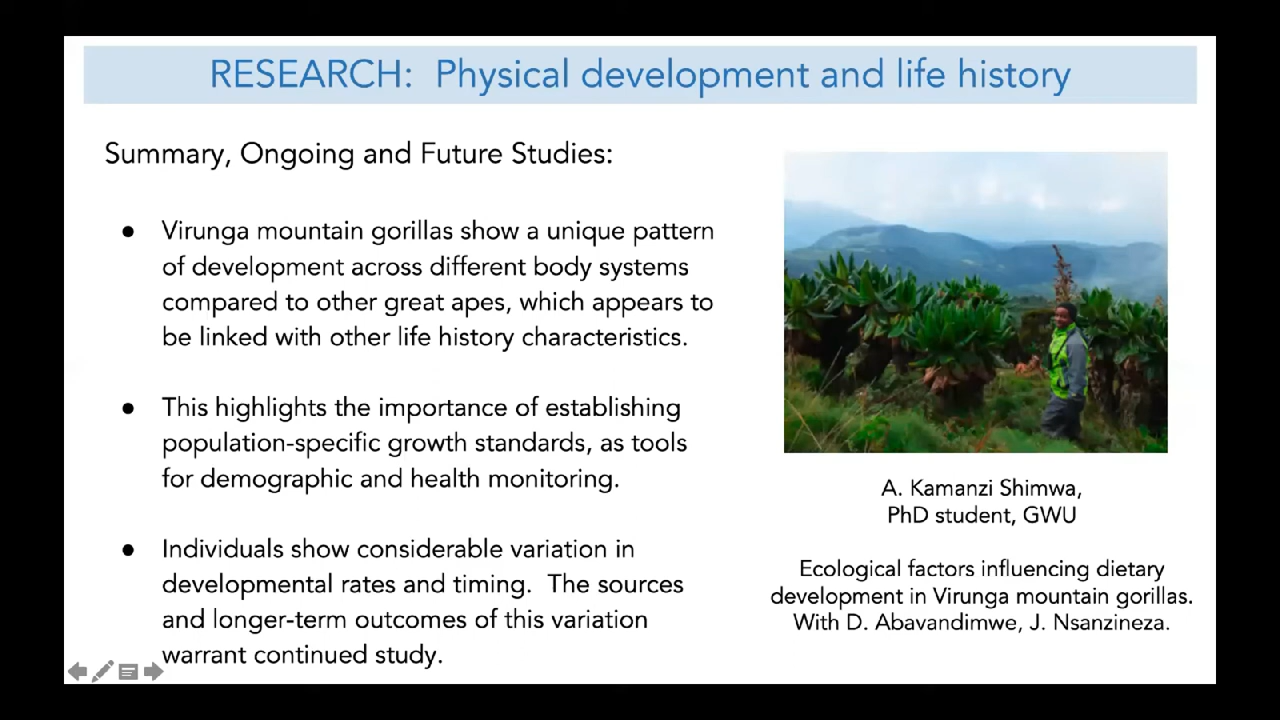 RESEARCH: Physical development and life history
Summary, Ongoing and Future Studies:
● Virunga mountain gorillas show a unique pattern
of development across different body systems
compared to other great apes, which appears to
be linked with other life history characteristics.
● This highlights the importance of establishing
population-specific growth standards, as tools
for demographic and health monitoring.
● Individuals show considerable variation in
developmental rates and timing. The sources
and longer-term outcomes of this variation
warrant continued study.
A. Kamanzi Shimwa,
PhD student, GWU
Ecological factors influencing dietary
development in Virunga mountain gorillas.
With D. Abavandimwe, J. Nsanzineza.